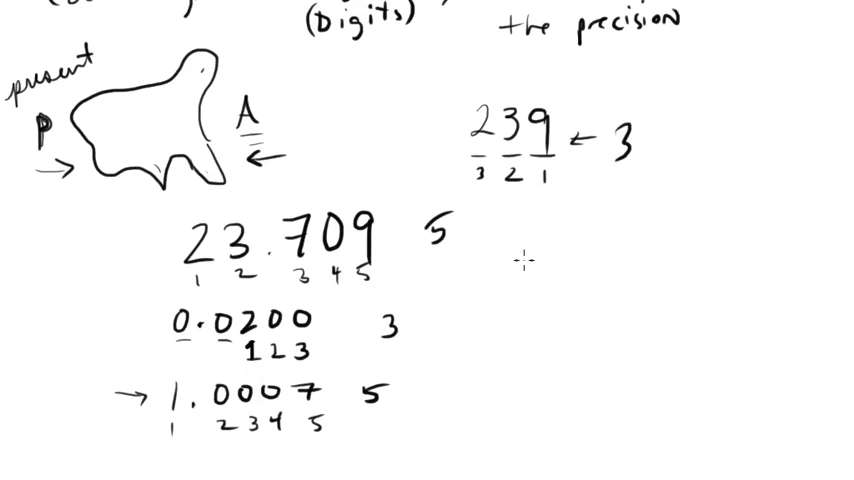 (Digits)
the precision
present
P
A
239 ← 3
3 2 1
23.709 5
1 2 3 4 5
0.0200 3
1 2 3
→ 1.0007 5
1 2 3 4 5